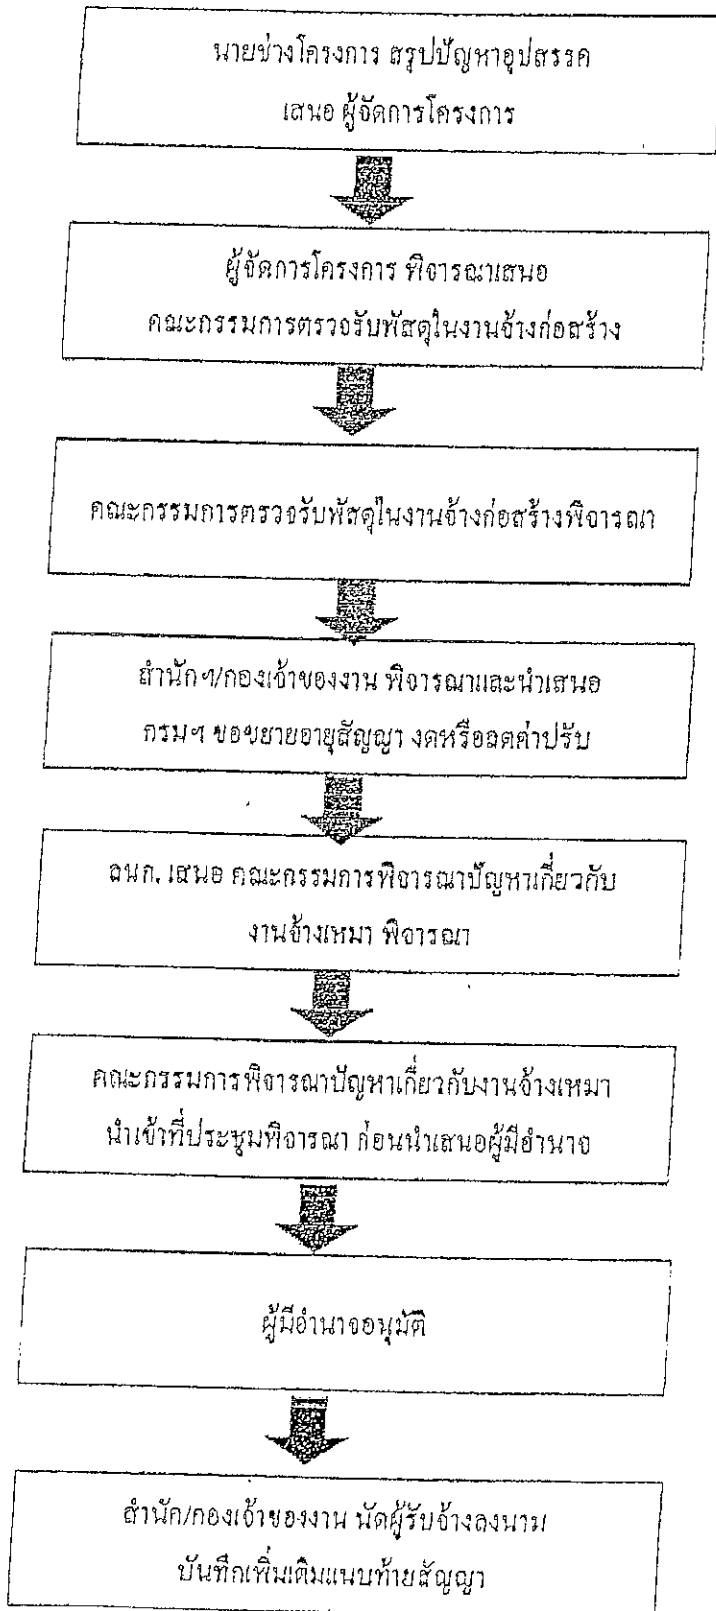 นายช่างโครงการ สรุปปัญหาอุปสรรค
เสนอ ผู้จัดการโครงการ
ผู้จัดการโครงการ พิจารณาเสนอ
คณะกรรมการตรวจรับพัสดุในงานจ้างก่อสร้าง
คณะกรรมการตรวจรับพัสดุในงานจ้างก่อสร้างพิจารณา
สำนักฯ/กองเจ้าของงาน พิจารณาและนำเสนอ
กรมฯ ขอขยายอายุสัญญา งดหรือลดค่าปรับ
ลนก. เสนอ คณะกรรมการพิจารณาปัญหาเกี่ยวกับ
งานจ้างเหมา พิจารณา
คณะกรรมการพิจารณาปัญหาเกี่ยวกับงานจ้างเหมา
นำเข้าที่ประชุมพิจารณา ก่อนนำเสนอผู้มีอำนาจ
ผู้มีอำนาจอนุมัติ
สำนัก/กองเจ้าของงาน นัดผู้รับจ้างลงนาม
บันทึกเพิ่มเติมแนบท้ายสัญญา